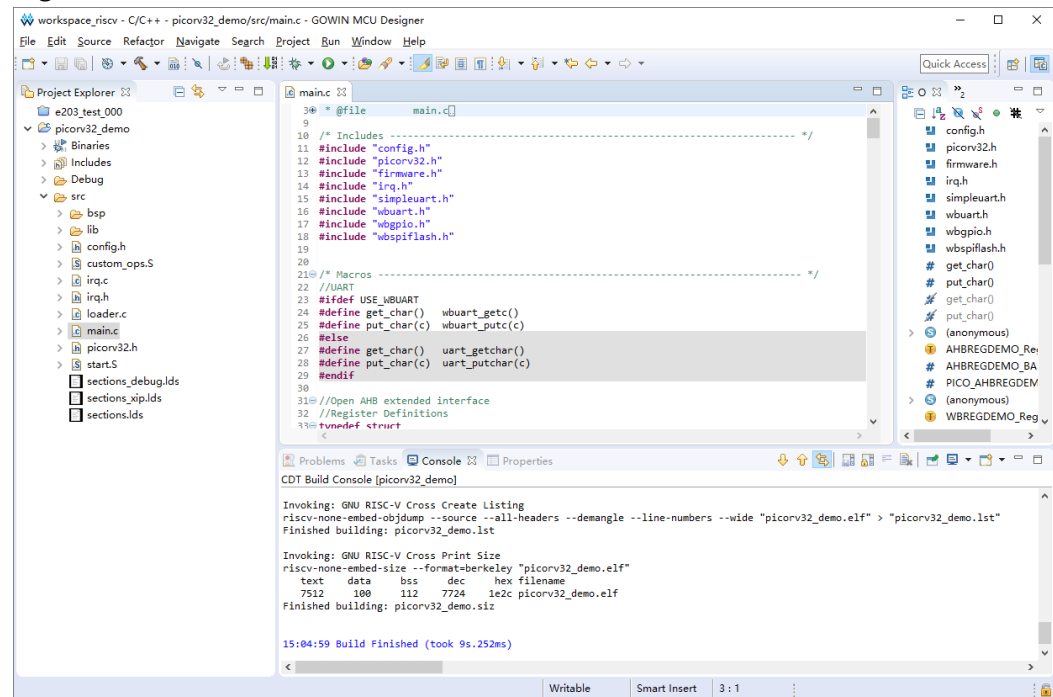 workspace_riscv - C/C++ - picorv32_demo/src/main.c - GOWIN MCU Designer
File Edit Source Refactor Navigate Search Project Run Window Help
Quick Access
Project Explorer
e203_test_000
picorv32_demo
Binaries
Includes
Debug
src
bsp
lib
config.h
custom_ops.S
irq.c
irq.h
loader.c
main.c
picorv32.h
start.S
sections_debug.lds
sections_xip.lds
sections.lds
main.c
3 * @file main.c
9
10 /* Includes ------------------------------------------------------------------ */
11 #include "config.h"
12 #include "picorv32.h"
13 #include "firmware.h"
14 #include "irq.h"
15 #include "simpleuart.h"
16 #include "wbuart.h"
17 #include "wbgpio.h"
18 #include "wbspiflash.h"
19
20
21 /* Macros -------------------------------------------------------------------- */
22 //UART
23 #ifdef USE_WBUART
24 #define get_char() wbuart_getc()
25 #define put_char(c) wbuart_putc(c)
26 #else
27 #define get_char() uart_getchar()
28 #define put_char(c) uart_putchar(c)
29 #endif
30
31 //Open AHB extended interface
32 //Register Definitions
33 typedef struct
O
2
config.h
picorv32.h
firmware.h
irq.h
simpleuart.h
wbuart.h
wbgpio.h
wbspiflash.h
get_char()
put_char()
get_char()
put_char()
(anonymous)
AHBREGDEMO_Re
AHBREGDEMO_BA
PICO_AHBREGDEM
(anonymous)
WBREGDEMO_Reg
Problems Tasks Console Properties
CDT Build Console [picorv32_demo]
Invoking: GNU RISC-V Cross Create Listing
riscv-none-embed-objdump --source --all-headers --demangle --line-numbers --wide "picorv32_demo.elf" > "picorv32_demo.lst"
Finished building: picorv32_demo.lst
Invoking: GNU RISC-V Cross Print Size
riscv-none-embed-size --format=berkeley "picorv32_demo.elf"
text data bss dec hex filename
7512 100 112 7724 1e2c picorv32_demo.elf
Finished building: picorv32_demo.siz
15:04:59 Build Finished (took 9s.252ms)
Writable Smart Insert 3 : 1